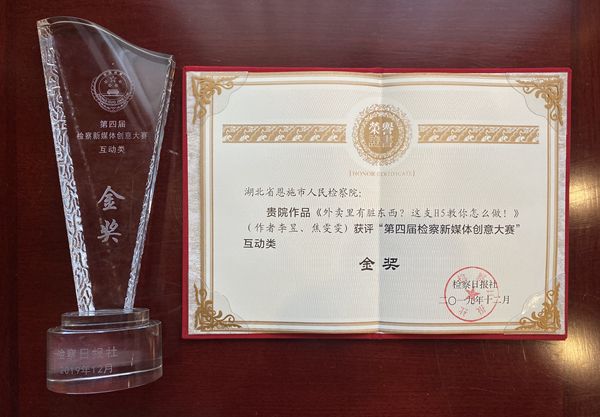 第四届
检察新媒体创意大赛
互动类
金奖
检察日报社
2019年12月
荣誉
证书
HONOR CERTIFICATE
湖北省恩施市人民检察院：
贵院作品《外卖里有脏东西？这支H5教你怎么做！》
（作者李昱、焦雯雯）获评“第四届检察新媒体创意大赛”
互动类
金奖
检察日报社
二〇一九年十二月